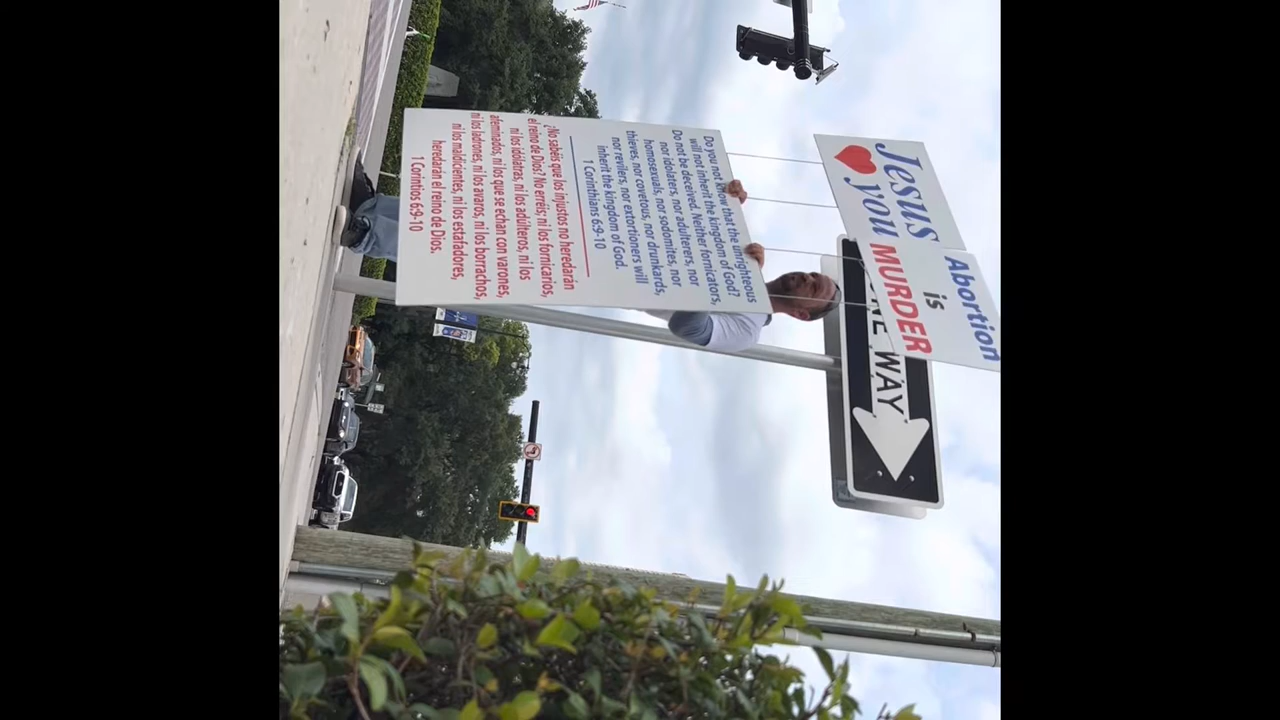 Jesus
❤ you
Abortion
is
MURDER
ONE WAY
Do you not know that the unrighteous
will not inherit the kingdom of God?
Do not be deceived. Neither fornicators,
nor idolaters, nor adulterers, nor
homosexuals, nor sodomites, nor
thieves, nor covetous, nor drunkards,
nor revilers, nor extortioners will
inherit the kingdom of God.
1 Corinthians 6:9-10
¿No sabéis que los injustos no heredarán
el reino de Dios? No erréis; ni los fornicarios,
ni los idólatras, ni los adúlteros, ni los
afeminados, ni los que se echan con varones,
ni los ladrones, ni los avaros, ni los borrachos,
ni los maldicientes, ni los estafadores,
heredarán el reino de Dios.
1 Corintios 6:9-10